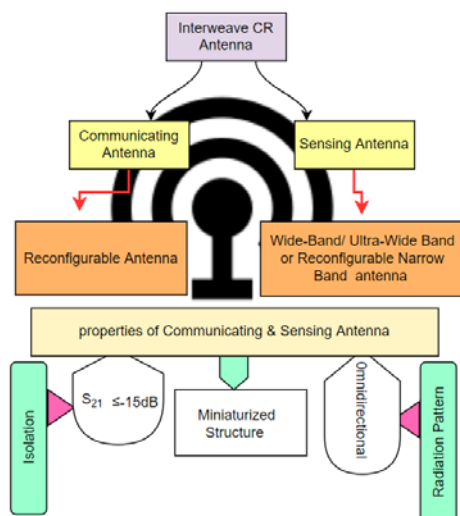 Interweave CR
Antenna
Communicating
Antenna
Sensing Antenna
Reconfigurable Antenna
Wide-Band/ Ultra-Wide Band
or Reconfigurable Narrow
Band antenna
properties of Communicating & Sensing Antenna
Isolation
S21 ≤-15dB
Miniaturized
Structure
Omnidirectional
Radiation Pattern